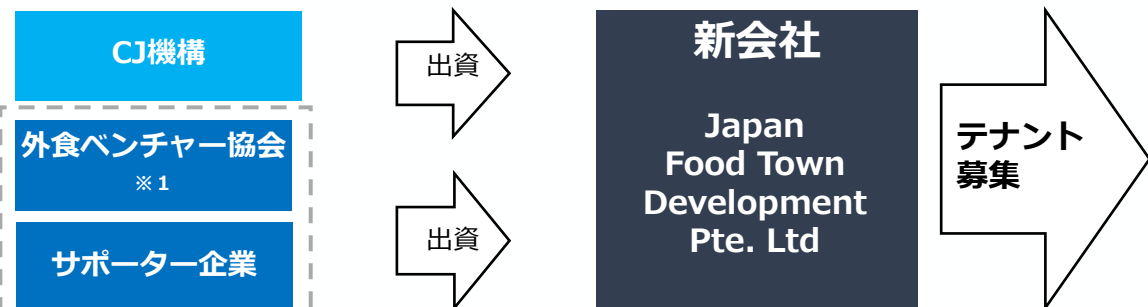 CJ機構
外食ベンチャー協会
※1
サポーター企業
出資
出資
新会社
Japan
Food Town
Development
Pte. Ltd
テナント
募集